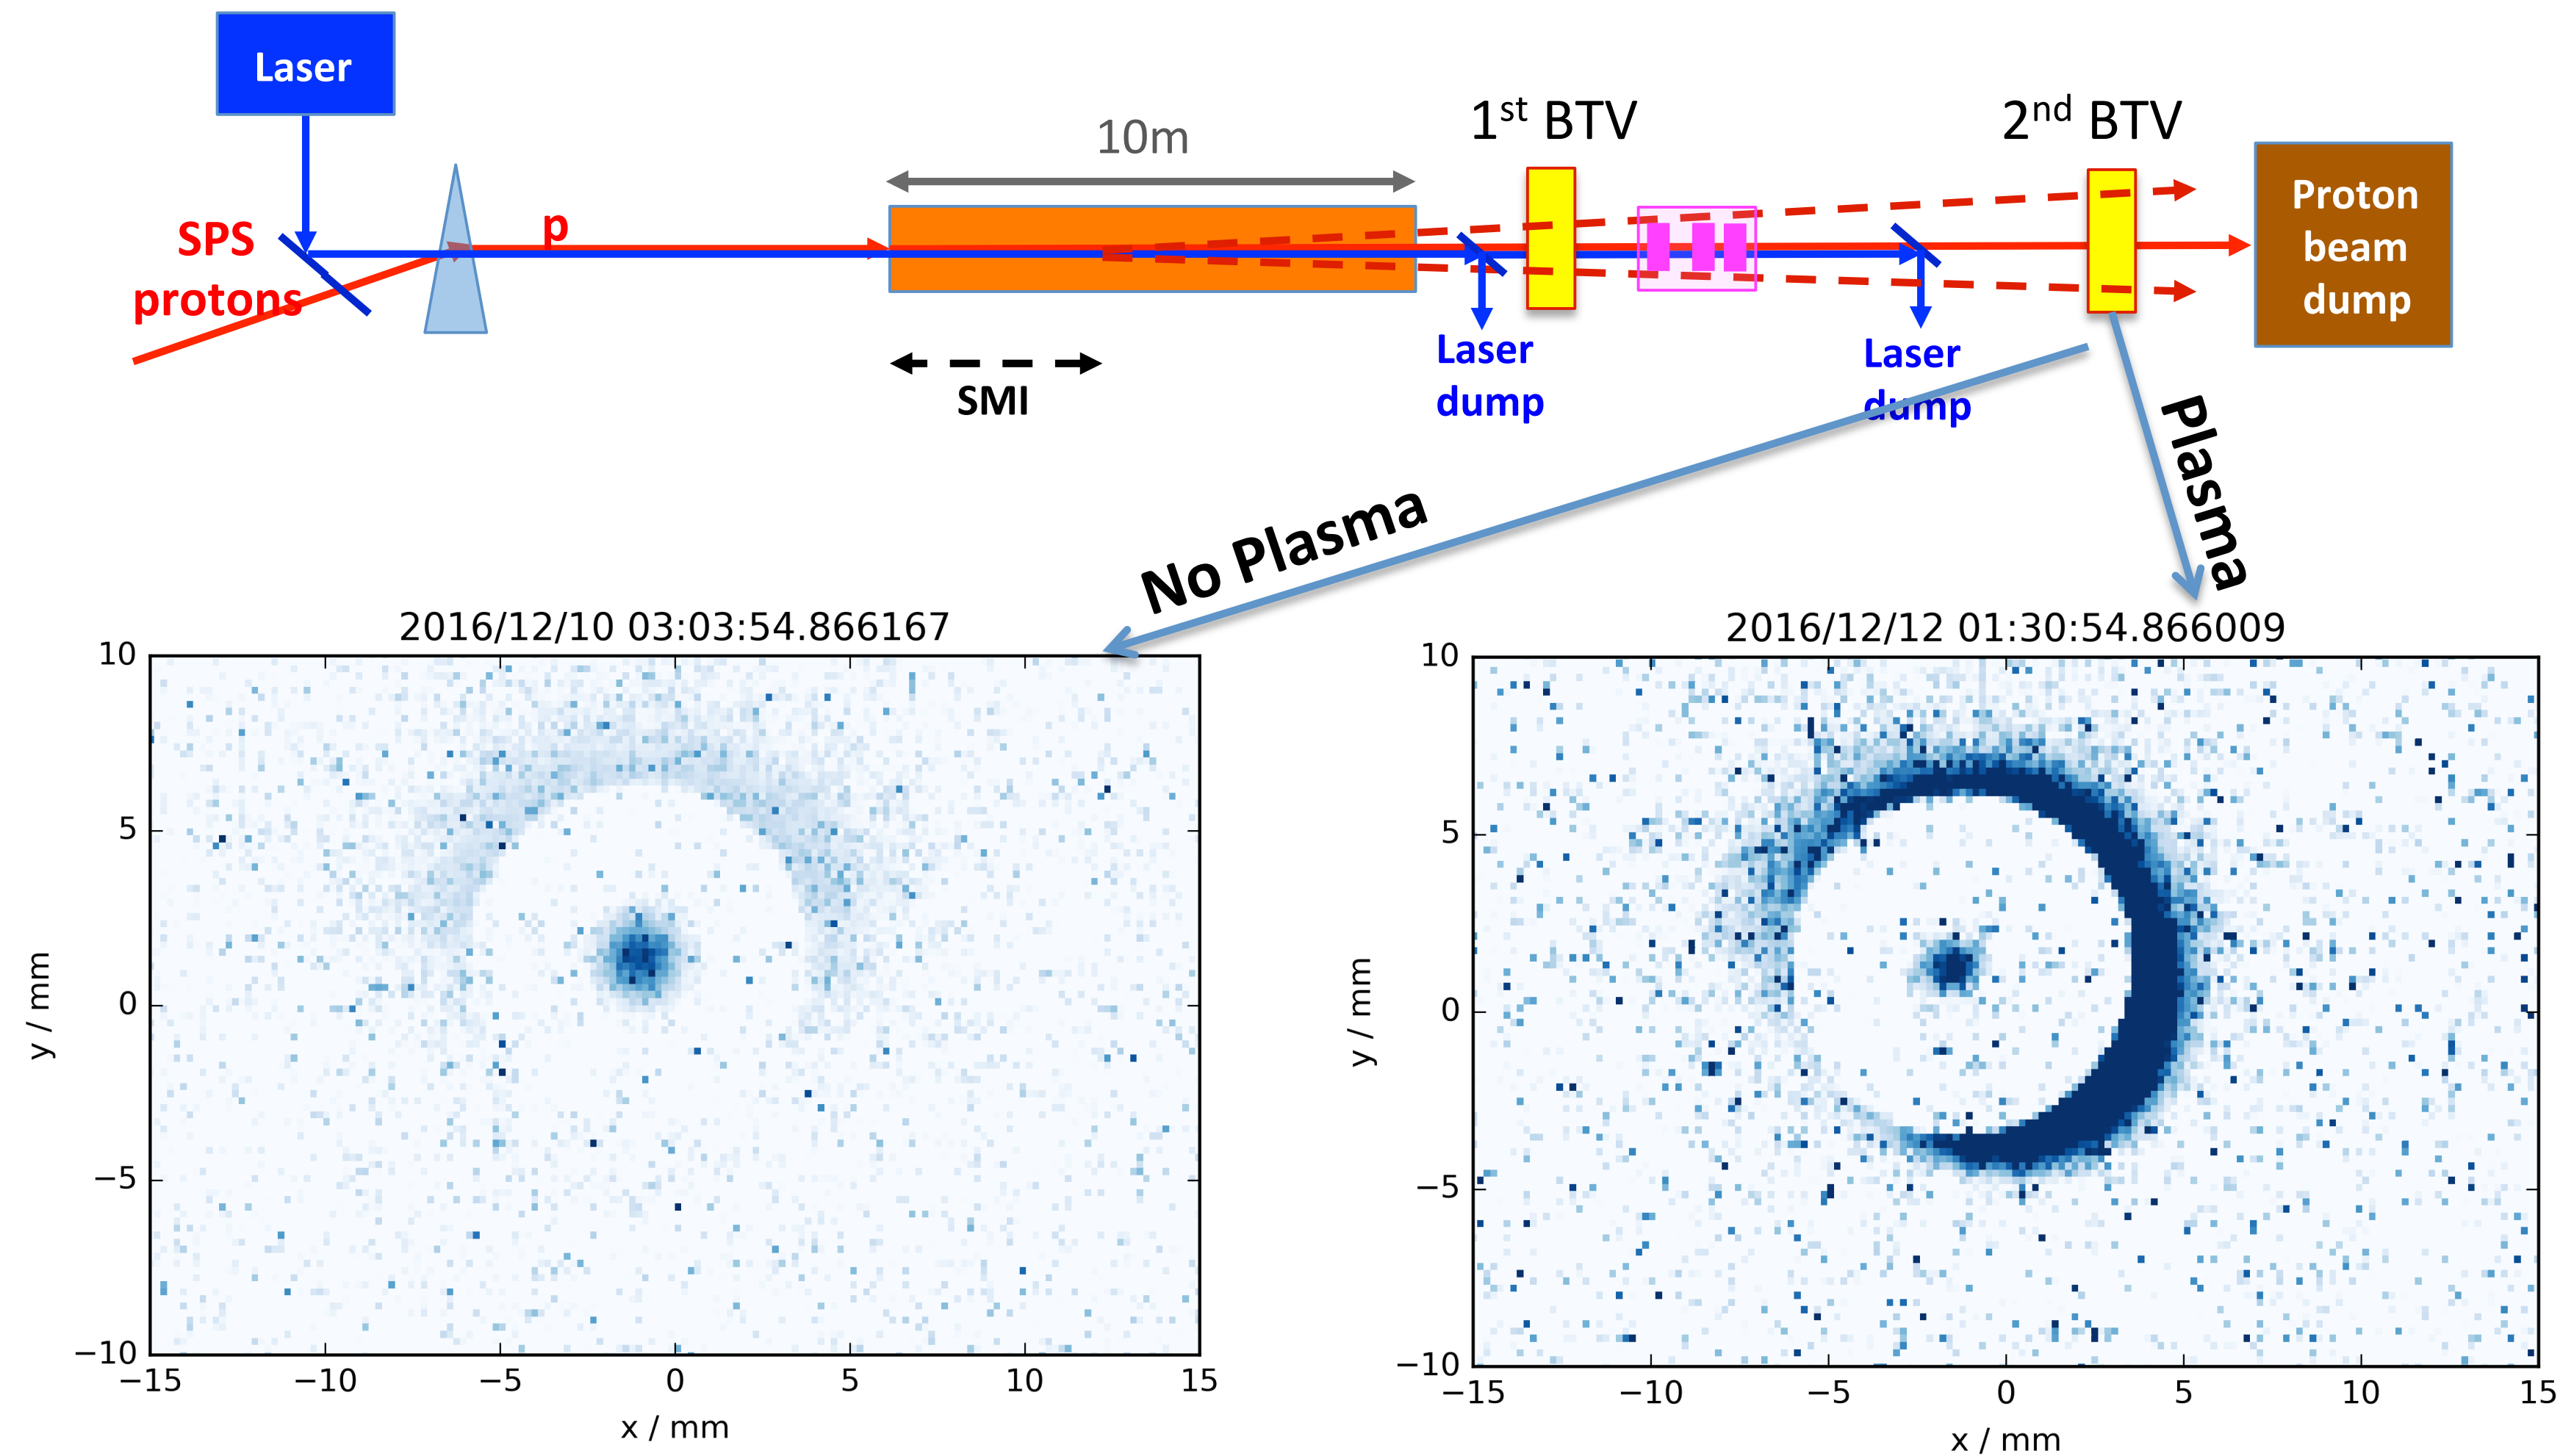 Laser
SPS
protons
p
10m
SMI
1st BTV
Laser
dump
2nd BTV
Laser
dump
Proton
beam
dump
No Plasma
Plasma
2016/12/10 03:03:54.866167
10
5
0
−5
−10
y / mm
−15 −10 −5 0 5 10 15
x / mm
2016/12/12 01:30:54.866009
10
5
0
−5
−10
y / mm
−15 −10 −5 0 5 10 15
x / mm